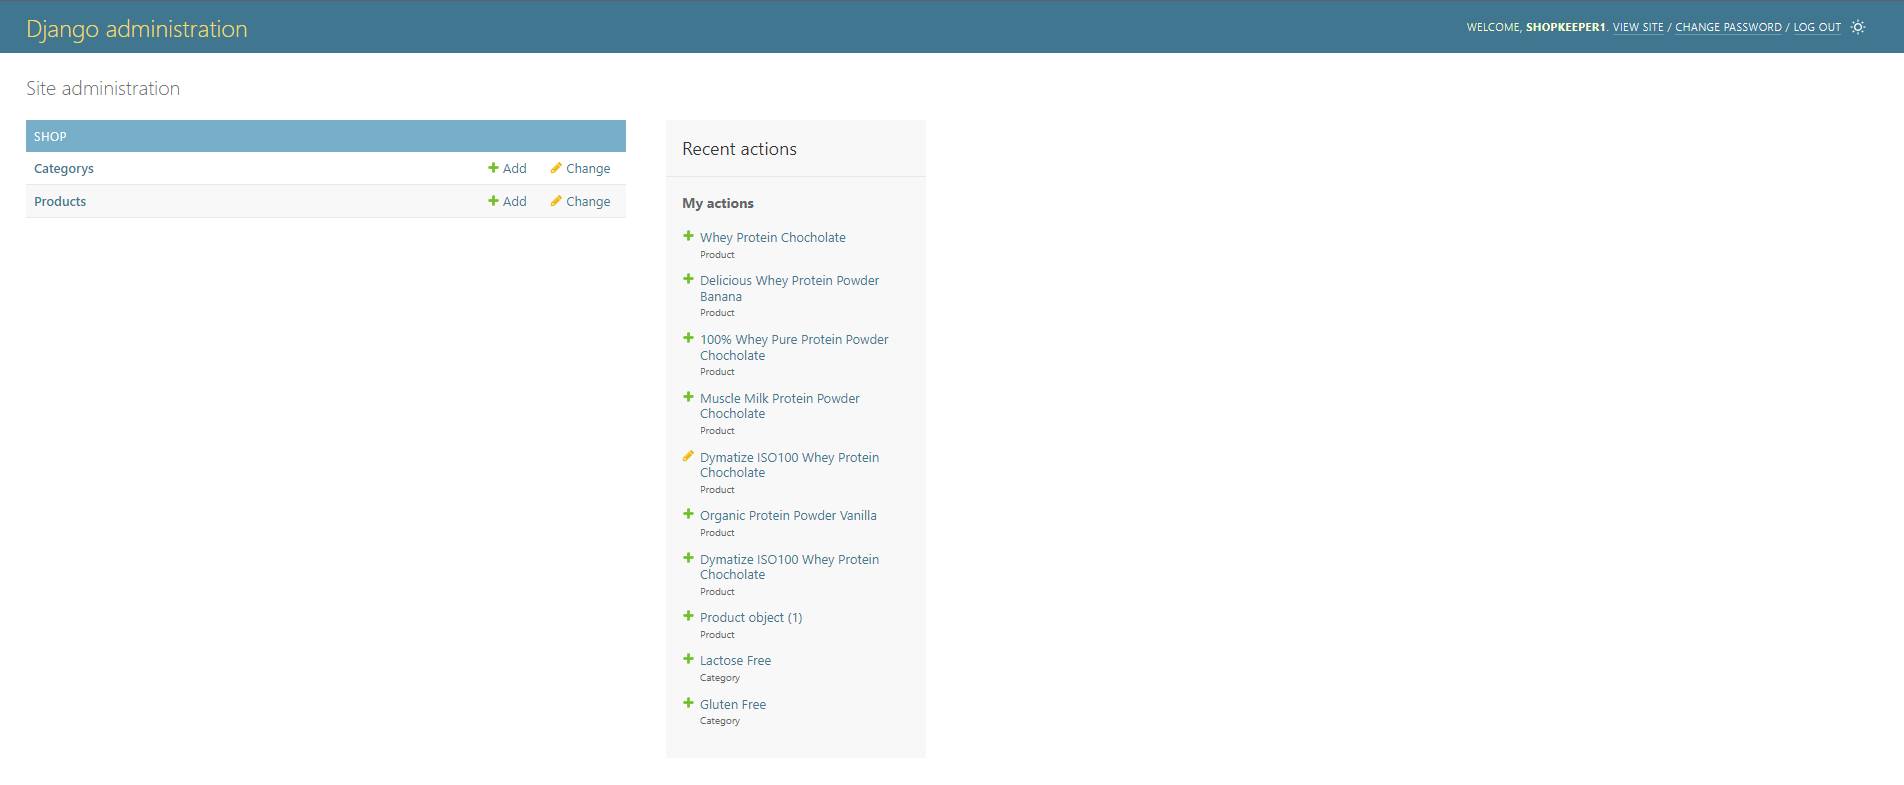 Django administration
WELCOME, SHOPKEEPER1. VIEW SITE / CHANGE PASSWORD / LOG OUT
Site administration
SHOP
Categorys Add Change
Products Add Change
Recent actions
My actions
Whey Protein Chocholate
Product
Delicious Whey Protein Powder
Banana
Product
100% Whey Pure Protein Powder
Chocholate
Product
Muscle Milk Protein Powder
Chocholate
Product
Dymatize ISO100 Whey Protein
Chocholate
Product
Organic Protein Powder Vanilla
Product
Dymatize ISO100 Whey Protein
Chocholate
Product
Product object (1)
Product
Lactose Free
Category
Gluten Free
Category